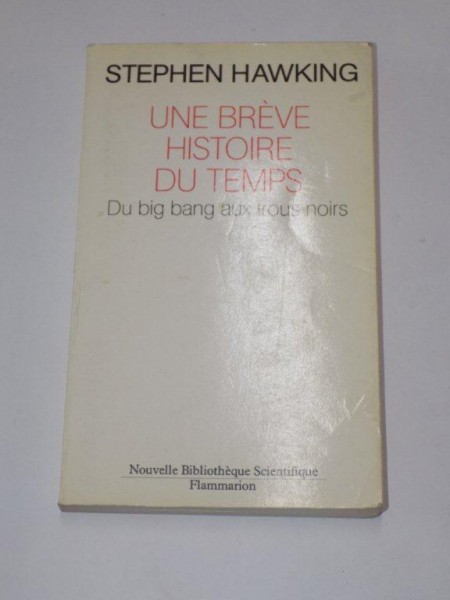 STEPHEN HAWKING
UNE BRÈVE
HISTOIRE
DU TEMPS
Du big bang aux trous noirs
Nouvelle Bibliothèque Scientifique
Flammarion